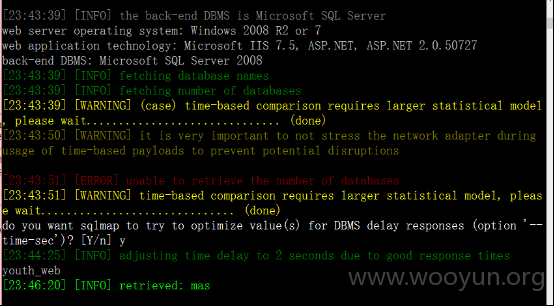 [23:43:39] [INFO] the back-end DBMS is Microsoft SQL Server
web server operating system: Windows 2008 R2 or 7
web application technology: Microsoft IIS 7.5, ASP.NET, ASP.NET 2.0.50727
back-end DBMS: Microsoft SQL Server 2008
[23:43:39] [INFO] fetching database names
[23:43:39] [INFO] fetching number of databases
[23:43:39] [WARNING] (case) time-based comparison requires larger statistical model
, please wait.............................. (done)
[23:43:50] [WARNING] it is very important to not stress the network adapter during
usage of time-based payloads to prevent potential disruptions
[23:43:51] [ERROR] unable to retrieve the number of databases
[23:43:51] [WARNING] time-based comparison requires larger statistical model, pleas
e wait.............................. (done)
do you want sqlmap to try to optimize value(s) for DBMS delay responses (option '--
time-sec')? [Y/n] y
[23:44:25] [INFO] adjusting time delay to 2 seconds due to good response times
youth_web
[23:46:20] [INFO] retrieved: mas
www.wooyun.org